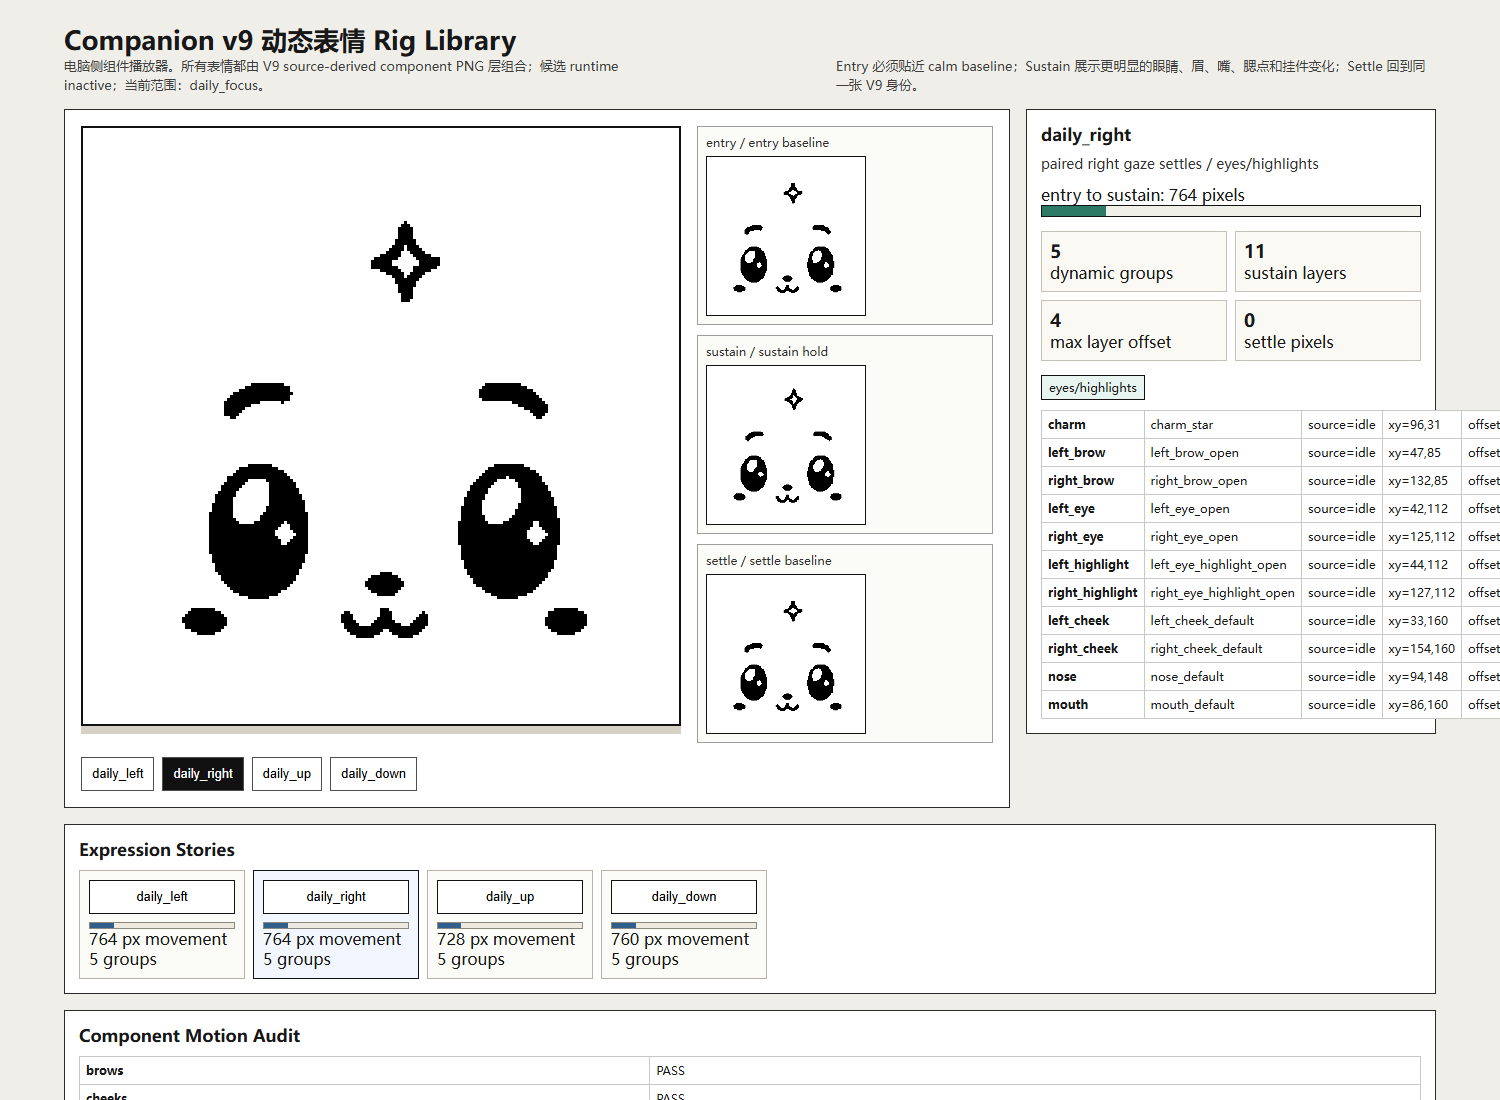 Companion v9 动态表情 Rig Library
电脑侧组件播放器。所有表情都由 V9 source-derived component PNG 层组合；候选 runtime
inactive；当前范围：daily_focus。
Entry 必须贴近 calm baseline；Sustain 展示更明显的眼睛、眉、嘴、腮点和挂件变化；Settle 回到同
一张 V9 身份。
entry / entry baseline
sustain / sustain hold
settle / settle baseline
daily_left daily_right daily_up daily_down
daily_right
paired right gaze settles / eyes/highlights
entry to sustain: 764 pixels
5
dynamic groups
11
sustain layers
4
max layer offset
0
settle pixels
eyes/highlights
charm charm_star source=idle xy=96,31 offset
left_brow left_brow_open source=idle xy=47,85 offset
right_brow right_brow_open source=idle xy=132,85 offset
left_eye left_eye_open source=idle xy=42,112 offset
right_eye right_eye_open source=idle xy=125,112 offset
left_highlight left_eye_highlight_open source=idle xy=44,112 offset
right_highlight right_eye_highlight_open source=idle xy=127,112 offset
left_cheek left_cheek_default source=idle xy=33,160 offset
right_cheek right_cheek_default source=idle xy=154,160 offset
nose nose_default source=idle xy=94,148 offset
mouth mouth_default source=idle xy=86,160 offset
Expression Stories
daily_left
764 px movement
5 groups
daily_right
764 px movement
5 groups
daily_up
728 px movement
5 groups
daily_down
760 px movement
5 groups
Component Motion Audit
brows PASS
cheeks PASS